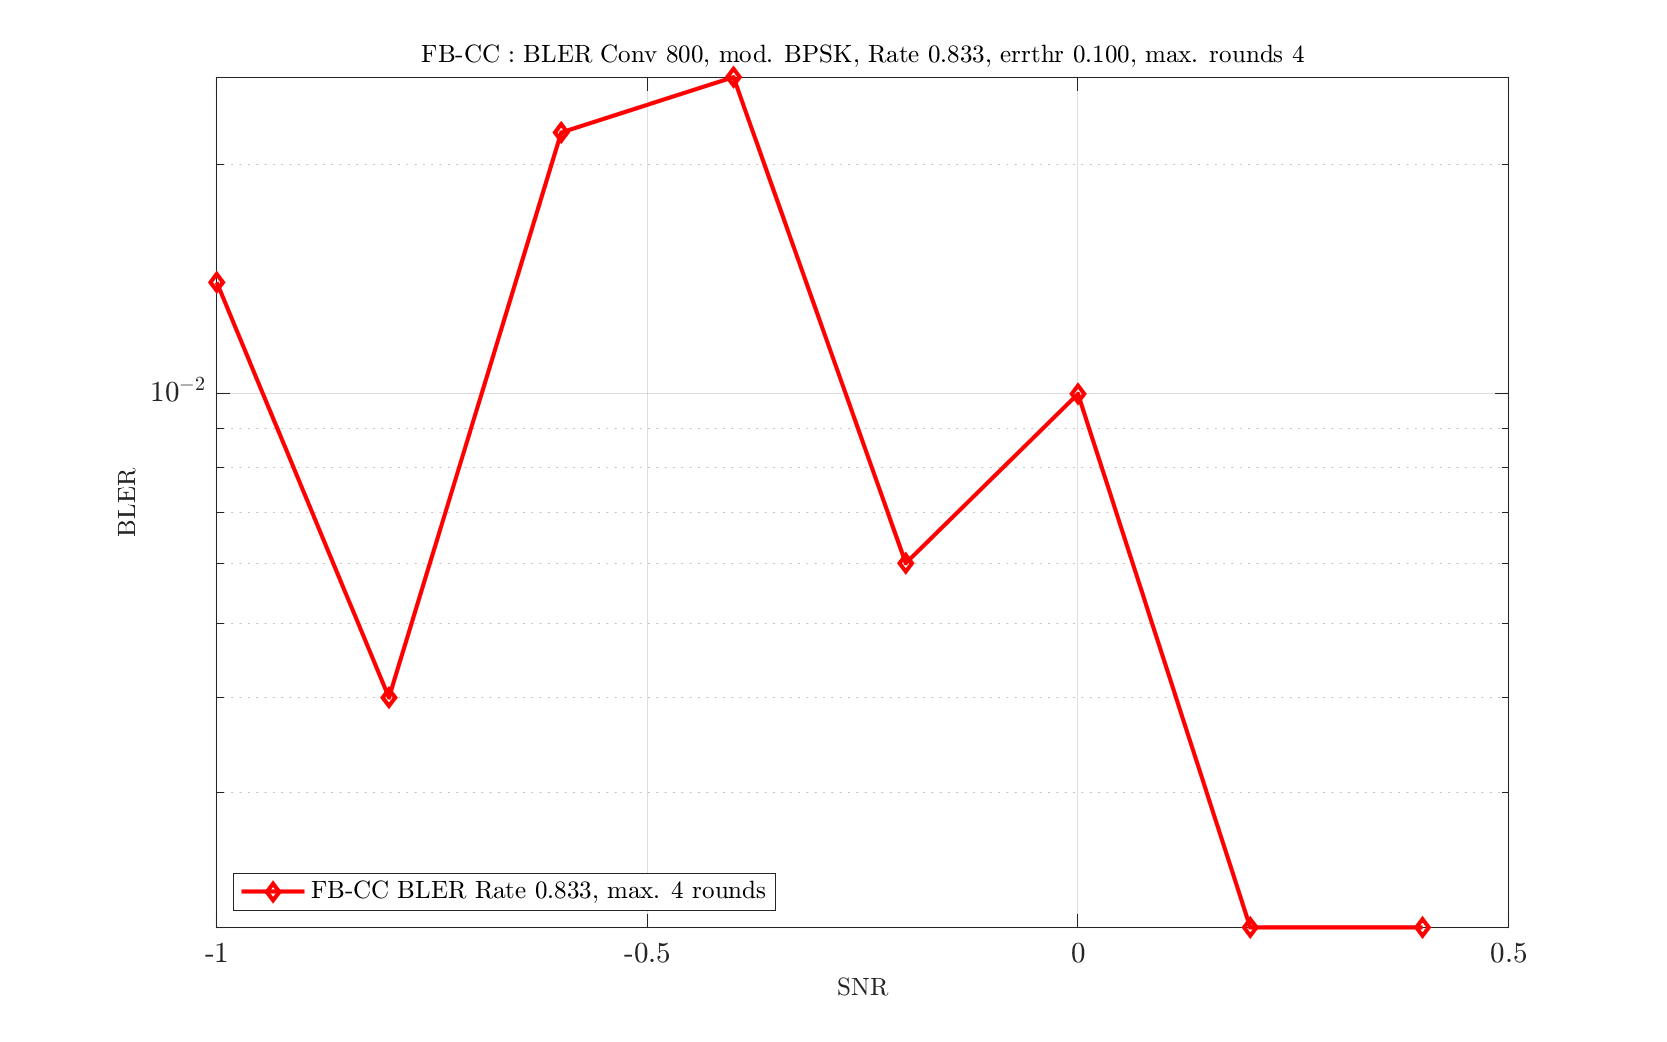 FB-CC : BLER Conv 800, mod. BPSK, Rate 0.833, errthr 0.100, max. rounds 4
10^{-2}
BLER
FB-CC BLER Rate 0.833, max. 4 rounds
-1 -0.5 0 0.5
SNR